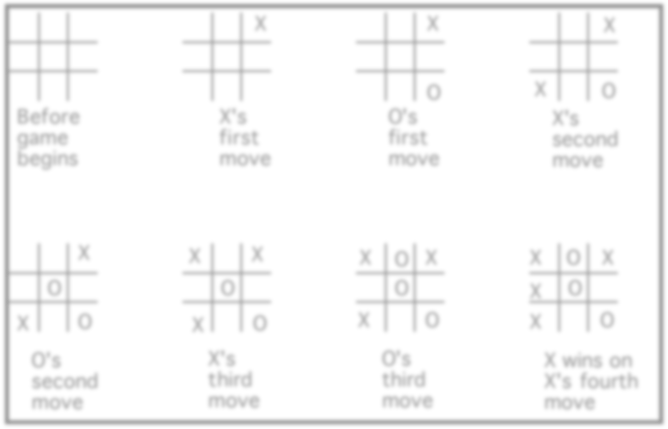 X
X
X
O
X
O
Before game begins
X's first move
O's first move
X's second move
X
O
X O
X X
O
X O
X O X
O
X O
X O X
X O
X O
O's second move
X's third move
O's third move
X wins on X's fourth move